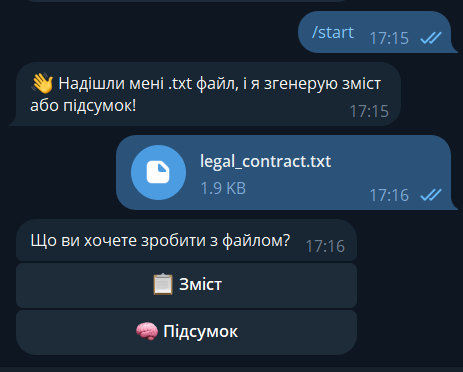 /start 17:15
👋 Надішли мені .txt файл, і я згенерую зміст
або підсумок!
17:15
legal_contract.txt
1.9 KB
17:16
Що ви хочете зробити з файлом? 17:16
📋 Зміст
🧠 Підсумок